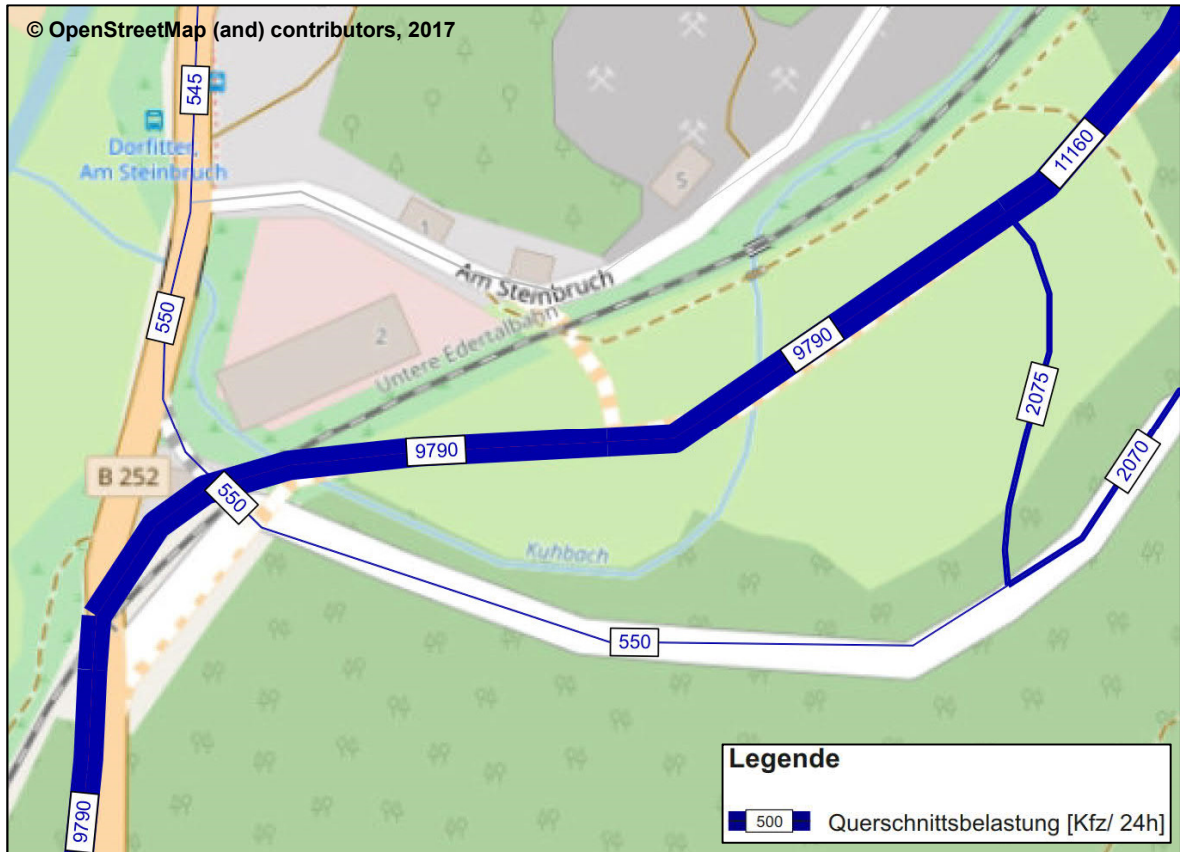 © OpenStreetMap (and) contributors, 2017
545
Dorfitter,
Am Steinbruch
11160
5
1
Am Steinbruch
550
2
Untere Edertalbahn
9790
2075
9790
B 252
2070
550
Kuhbach
550
Legende
500 Querschnittsbelastung [Kfz/ 24h]
9790